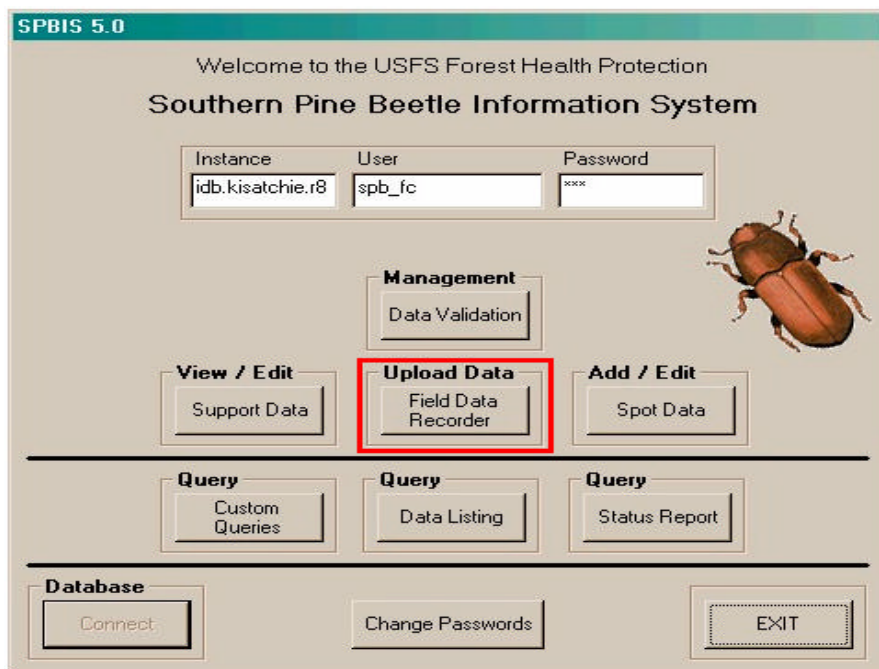 SPBIS 5.0
Welcome to the USFS Forest Health Protection
Southern Pine Beetle Information System
Instance User Password
idb.kisatchie.r8 spb_fc ***
Management
Data Validation
View / Edit Upload Data Add / Edit
Support Data Field Data Recorder Spot Data
Query Query Query
Custom Queries Data Listing Status Report
Database
Connect Change Passwords EXIT